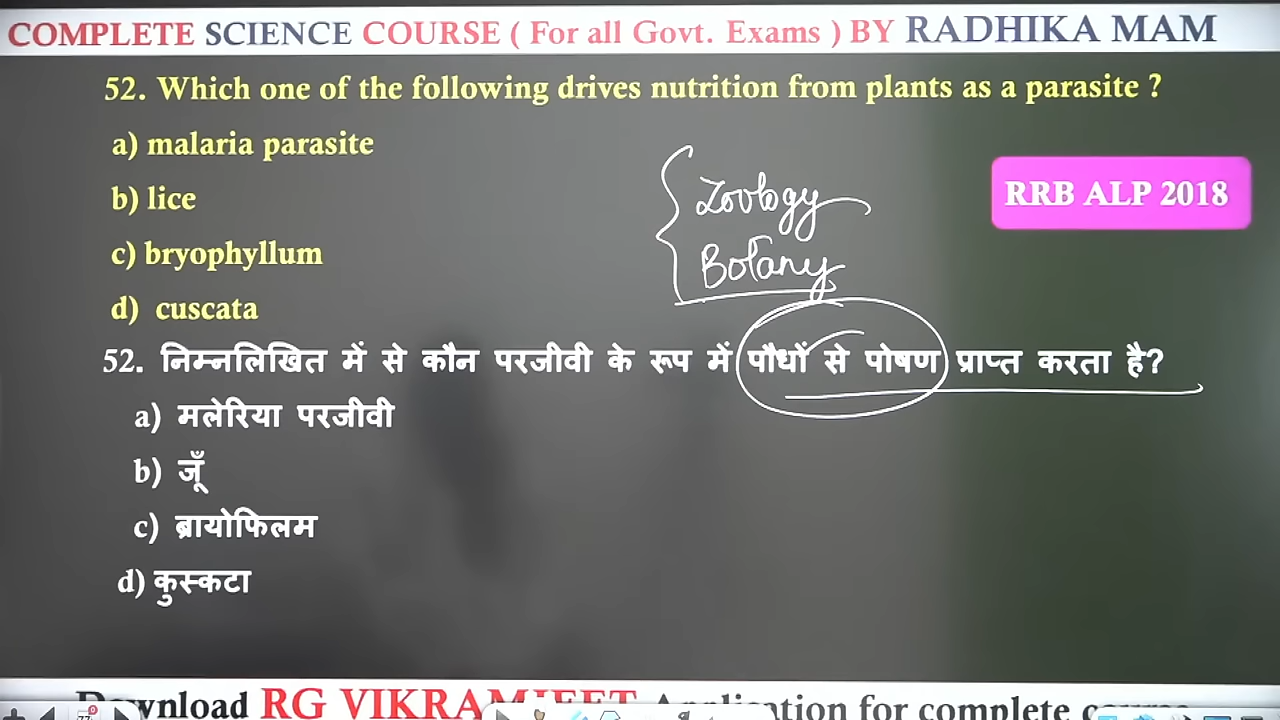 COMPLETE SCIENCE COURSE ( For all Govt. Exams ) BY RADHIKA MAM
52. Which one of the following drives nutrition from plants as a parasite ?
a) malaria parasite
b) lice
c) bryophyllum
d) cuscata
Zoology
Botany
RRB ALP 2018
52. निम्नलिखित में से कौन परजीवी के रूप में पौधों से पोषण प्राप्त करता है?
a) मलेरिया परजीवी
b) जूँ
c) ब्रायोफिलम
d) कुस्कटा
Download RG VIKRAMJEET Application for complete course